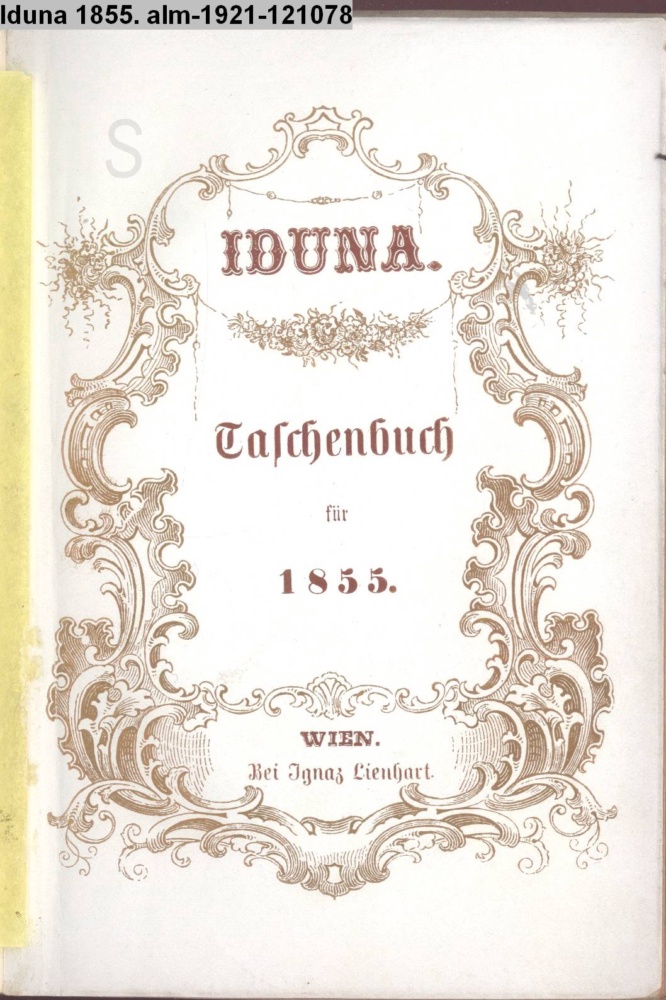 Iduna 1855. alm-1921-121078
S
IDUNA.
Taſchenbuch
für
1855.
WIEN.
Bei Ignaz Lienhart.